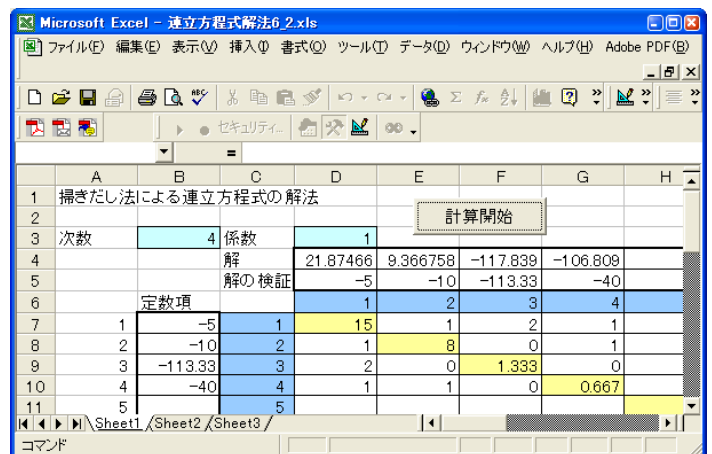 Microsoft Excel - 連立方程式解法6_2.xls
ファイル(F) 編集(E) 表示(V) 挿入(I) 書式(O) ツール(T) データ(D) ウィンドウ(W) ヘルプ(H) Adobe PDF(B)
セキュリティ...
=
A B C D E F G H
1 掃きだし法による連立方程式の解法
2
計算開始
3 次数 4 係数 1
4 解 21.87466 9.366758 -117.839 -106.809
5 解の検証 -5 -10 -113.33 -40
6 定数項 1 2 3 4
7 1 -5 1 15 1 2 1
8 2 -10 2 1 8 0 1
9 3 -113.33 3 2 0 1.333 0
10 4 -40 4 1 1 0 0.667
11 5 5
Sheet1 Sheet2 Sheet3
コマンド